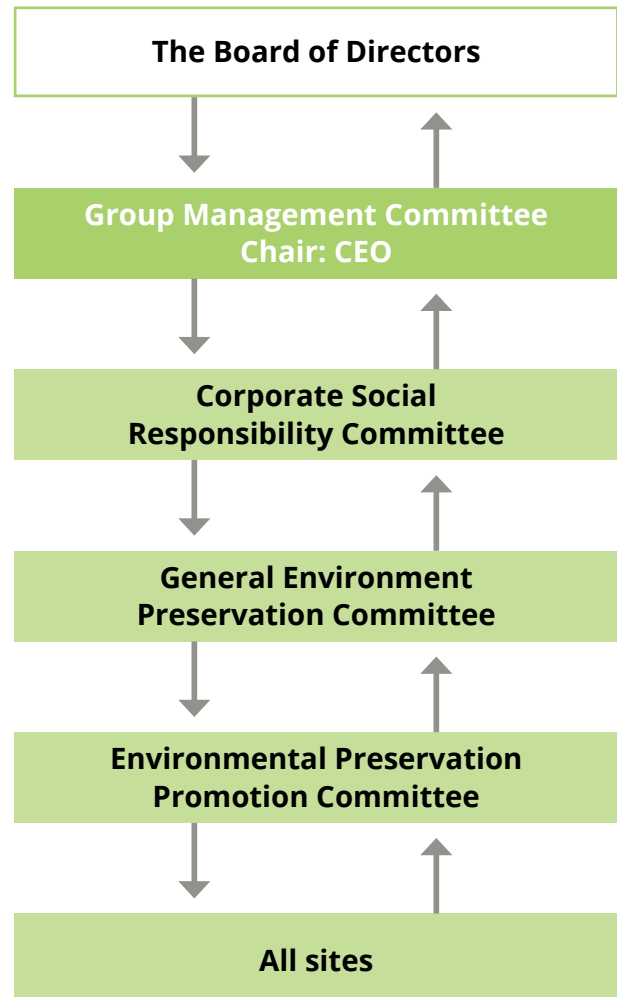 The Board of Directors
Group Management Committee
Chair: CEO
Corporate Social
Responsibility Committee
General Environment
Preservation Committee
Environmental Preservation
Promotion Committee
All sites